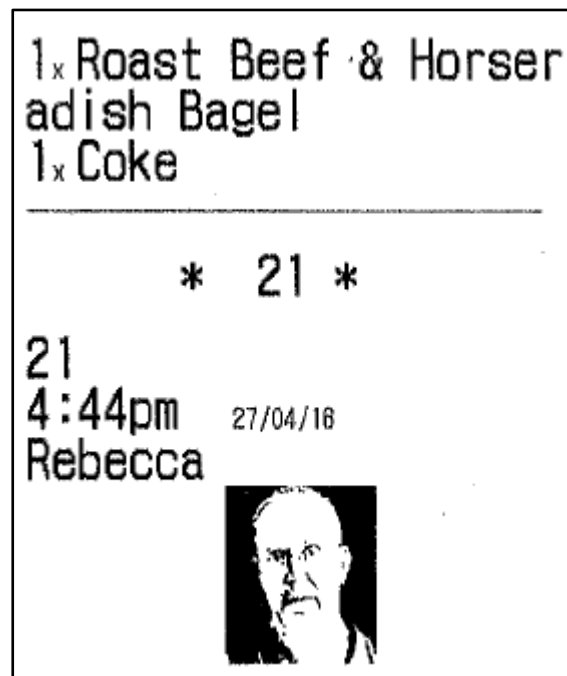 1x Roast Beef & Horser
adish Bagel
1x Coke
* 21 *
21
4:44pm 27/04/16
Rebecca